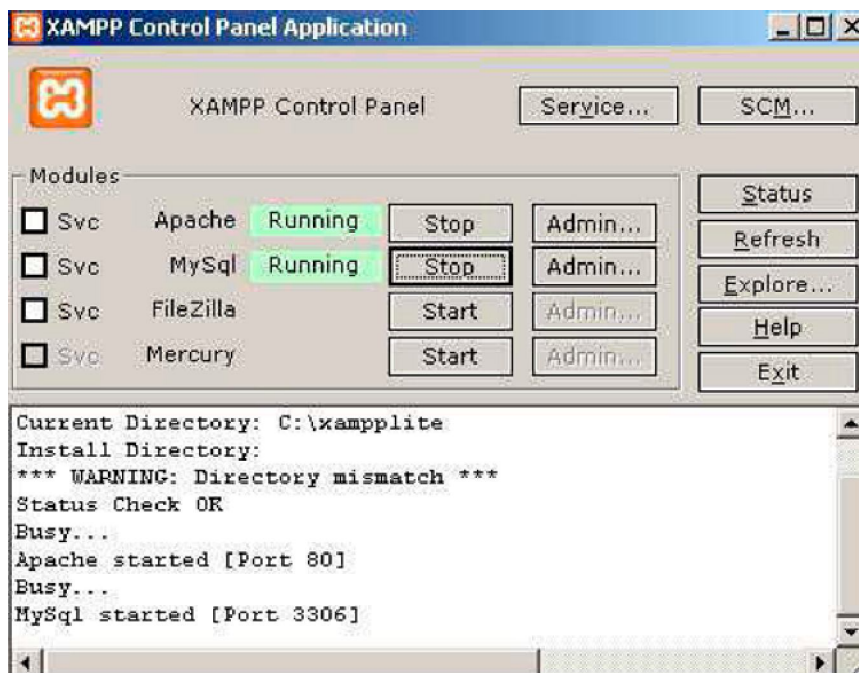 XAMPP Control Panel Application
XAMPP Control Panel Service... SCM...
Modules
Svc Apache Running Stop Admin...
Svc MySql Running Stop Admin...
Svc FileZilla Start Admin...
Svc Mercury Start Admin...
Status
Refresh
Explore...
Help
Exit
Current Directory: C:\xampplite
Install Directory:
*** WARNING: Directory mismatch ***
Status Check OK
Busy...
Apache started [Port 80]
Busy...
MySql started [Port 3306]